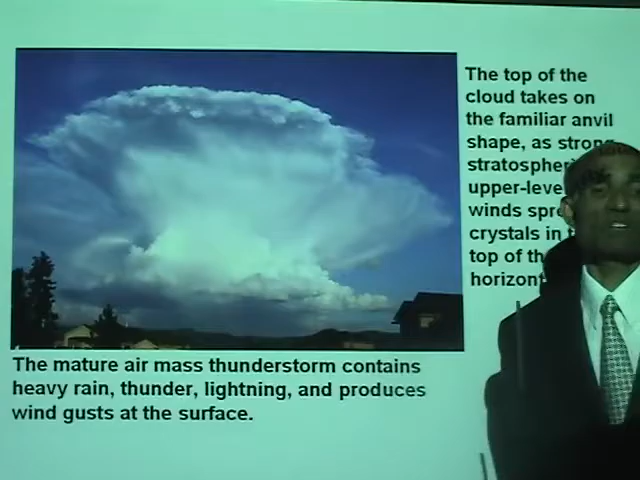 The top of the
cloud takes on
the familiar anvil
shape, as strong
winds
crystals in
top of
The mature air mass thunderstorm contains
heavy rain, thunder, lightning, and produces
wind gusts at the surface.